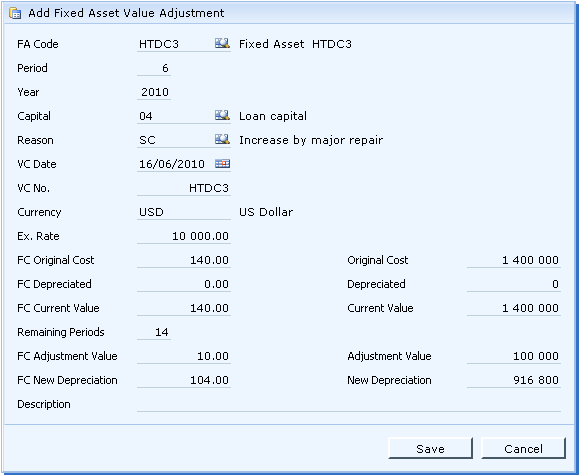 Add Fixed Asset Value Adjustment
FA Code HTDC3 Fixed Asset HTDC3
Period 6
Year 2010
Capital 04 Loan capital
Reason SC Increase by major repair
VC Date 16/06/2010
VC No. HTDC3
Currency USD US Dollar
Ex. Rate 10 000.00
FC Original Cost 140.00 Original Cost 1 400 000
FC Depreciated 0.00 Depreciated 0
FC Current Value 140.00 Current Value 1 400 000
Remaining Periods 14
FC Adjustment Value 10.00 Adjustment Value 100 000
FC New Depreciation 104.00 New Depreciation 916 800
Description
Save Cancel